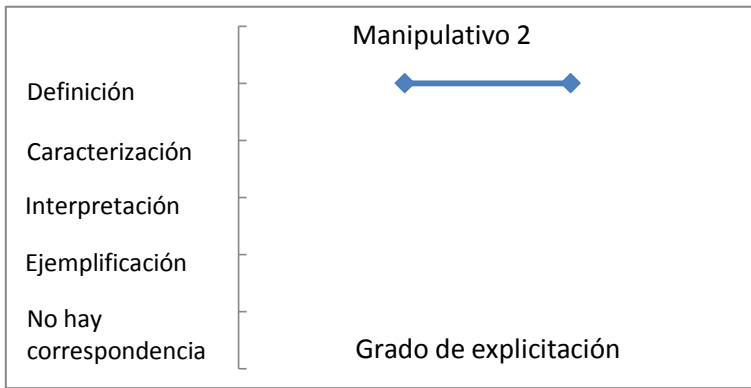 Manipulativo 2
Definición
Caracterización
Interpretación
Ejemplificación
No hay
correspondencia
Grado de explicitación